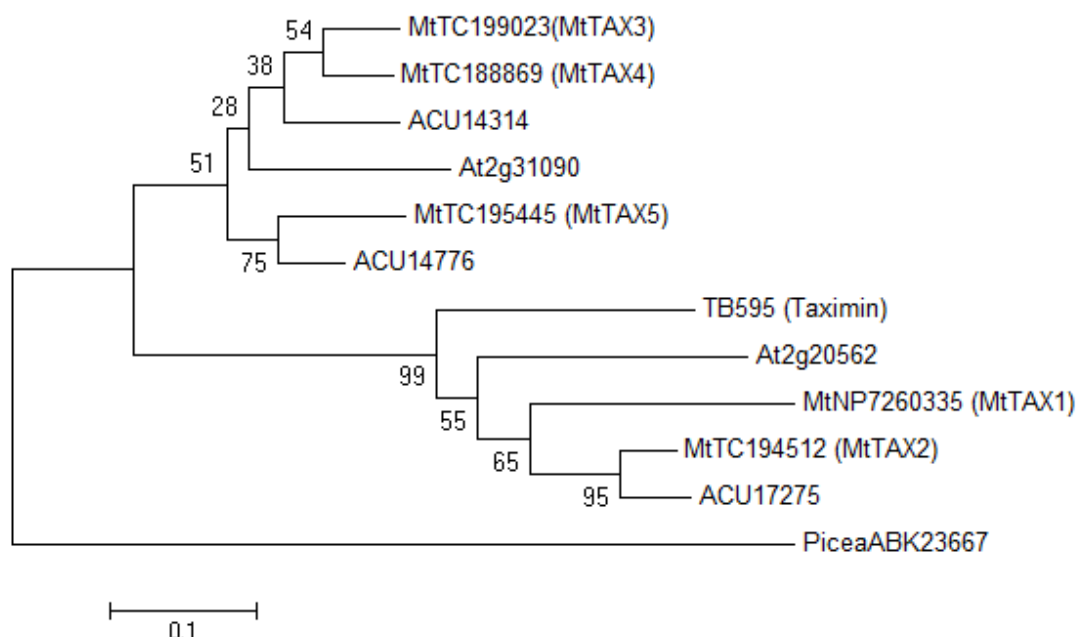 54
MtTC199023(MtTAX3)
38
MtTC188869 (MtTAX4)
28
ACU14314
51
At2g31090
MtTC195445 (MtTAX5)
75
ACU14776
TB595 (Taximin)
99
At2g20562
55
MtNP7260335 (MtTAX1)
65
MtTC194512 (MtTAX2)
95
ACU17275
PiceaABK23667
0.1